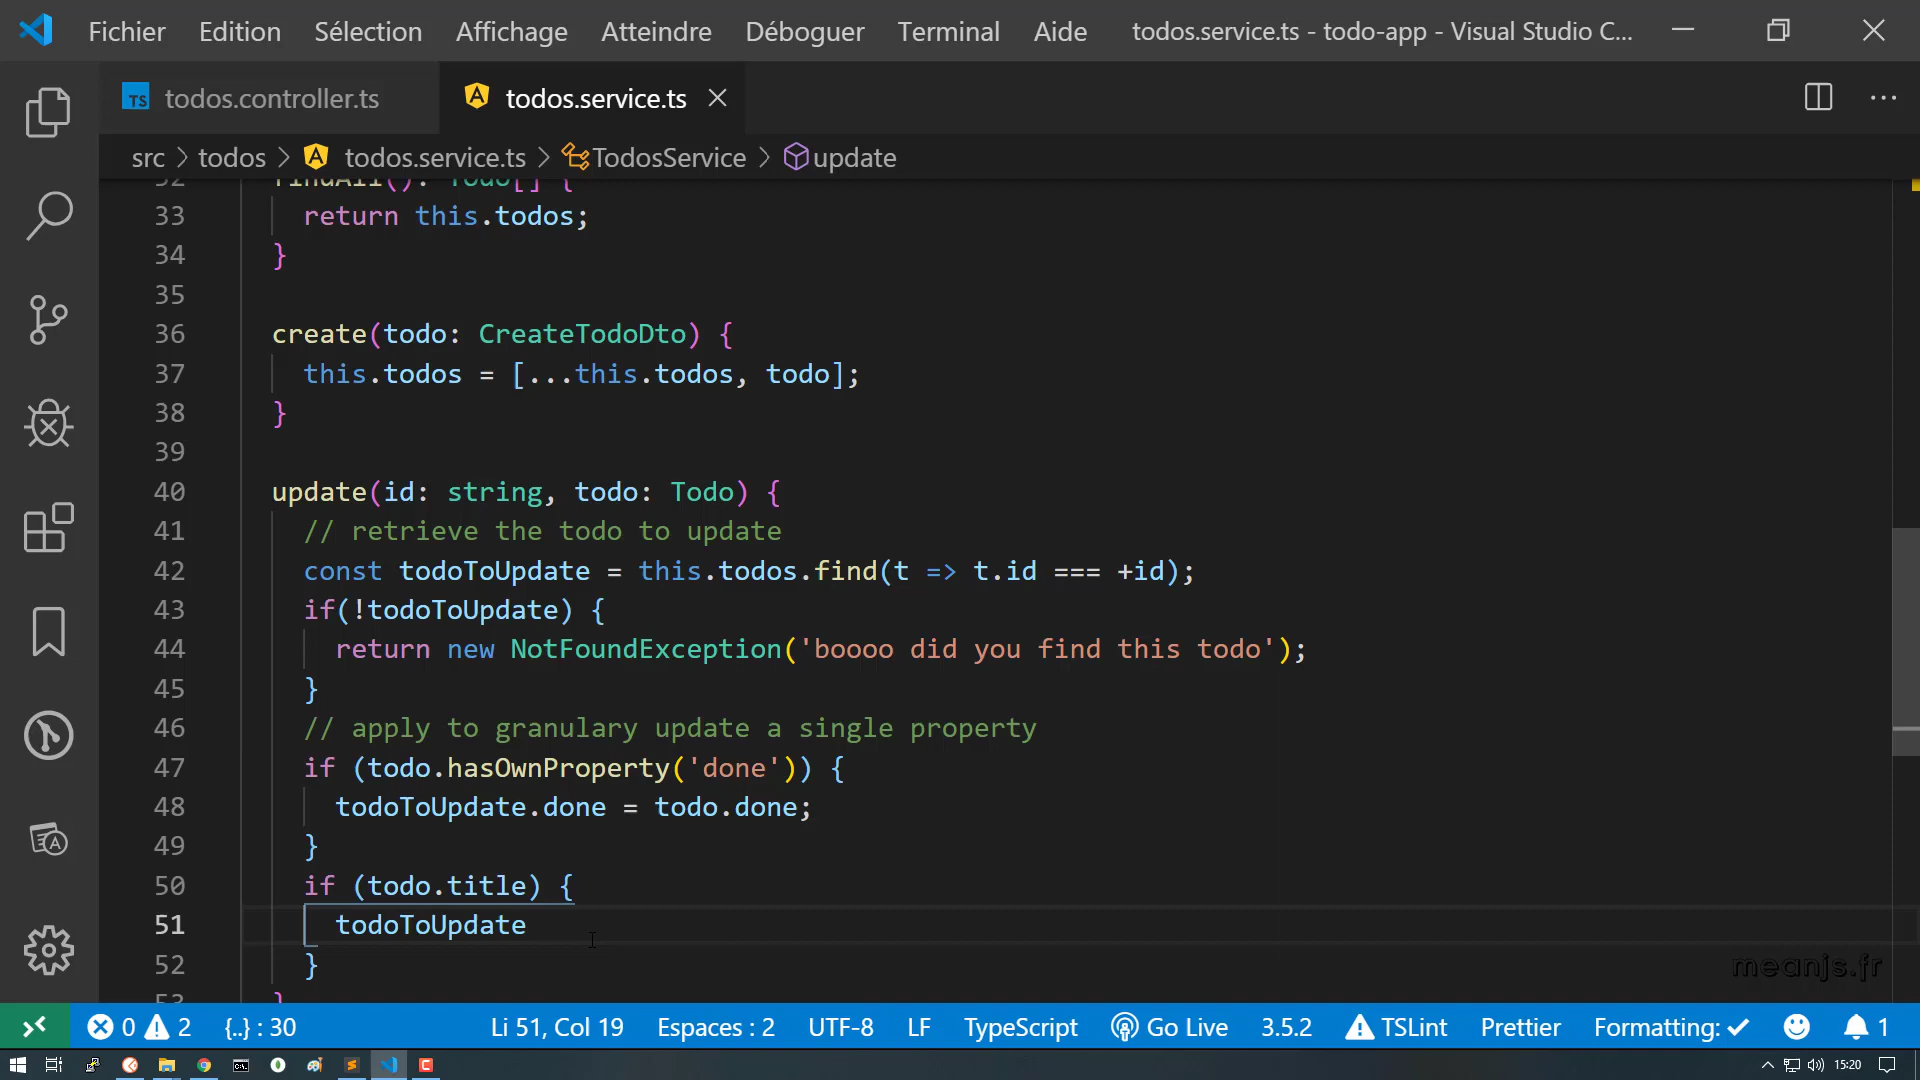 Fichier Edition Sélection Affichage Atteindre Déboguer Terminal Aide todos.service.ts - todo-app - Visual Studio C...
TS todos.controller.ts todos.service.ts
src > todos > todos.service.ts > TodosService > update
32 findAll(): Todo[] {
33 return this.todos;
34 }
35
36 create(todo: CreateTodoDto) {
37 this.todos = [...this.todos, todo];
38 }
39
40 update(id: string, todo: Todo) {
41 // retrieve the todo to update
42 const todoToUpdate = this.todos.find(t => t.id === +id);
43 if(!todoToUpdate) {
44 return new NotFoundException('boooo did you find this todo');
45 }
46 // apply to granulary update a single property
47 if (todo.hasOwnProperty('done')) {
48 todoToUpdate.done = todo.done;
49 }
50 if (todo.title) {
51 todoToUpdate
52 }
53 }
meanjs.fr
0 2 {..} : 30 Li 51, Col 19 Espaces : 2 UTF-8 LF TypeScript Go Live 3.5.2 TSLint Prettier Formatting: 1
15:20